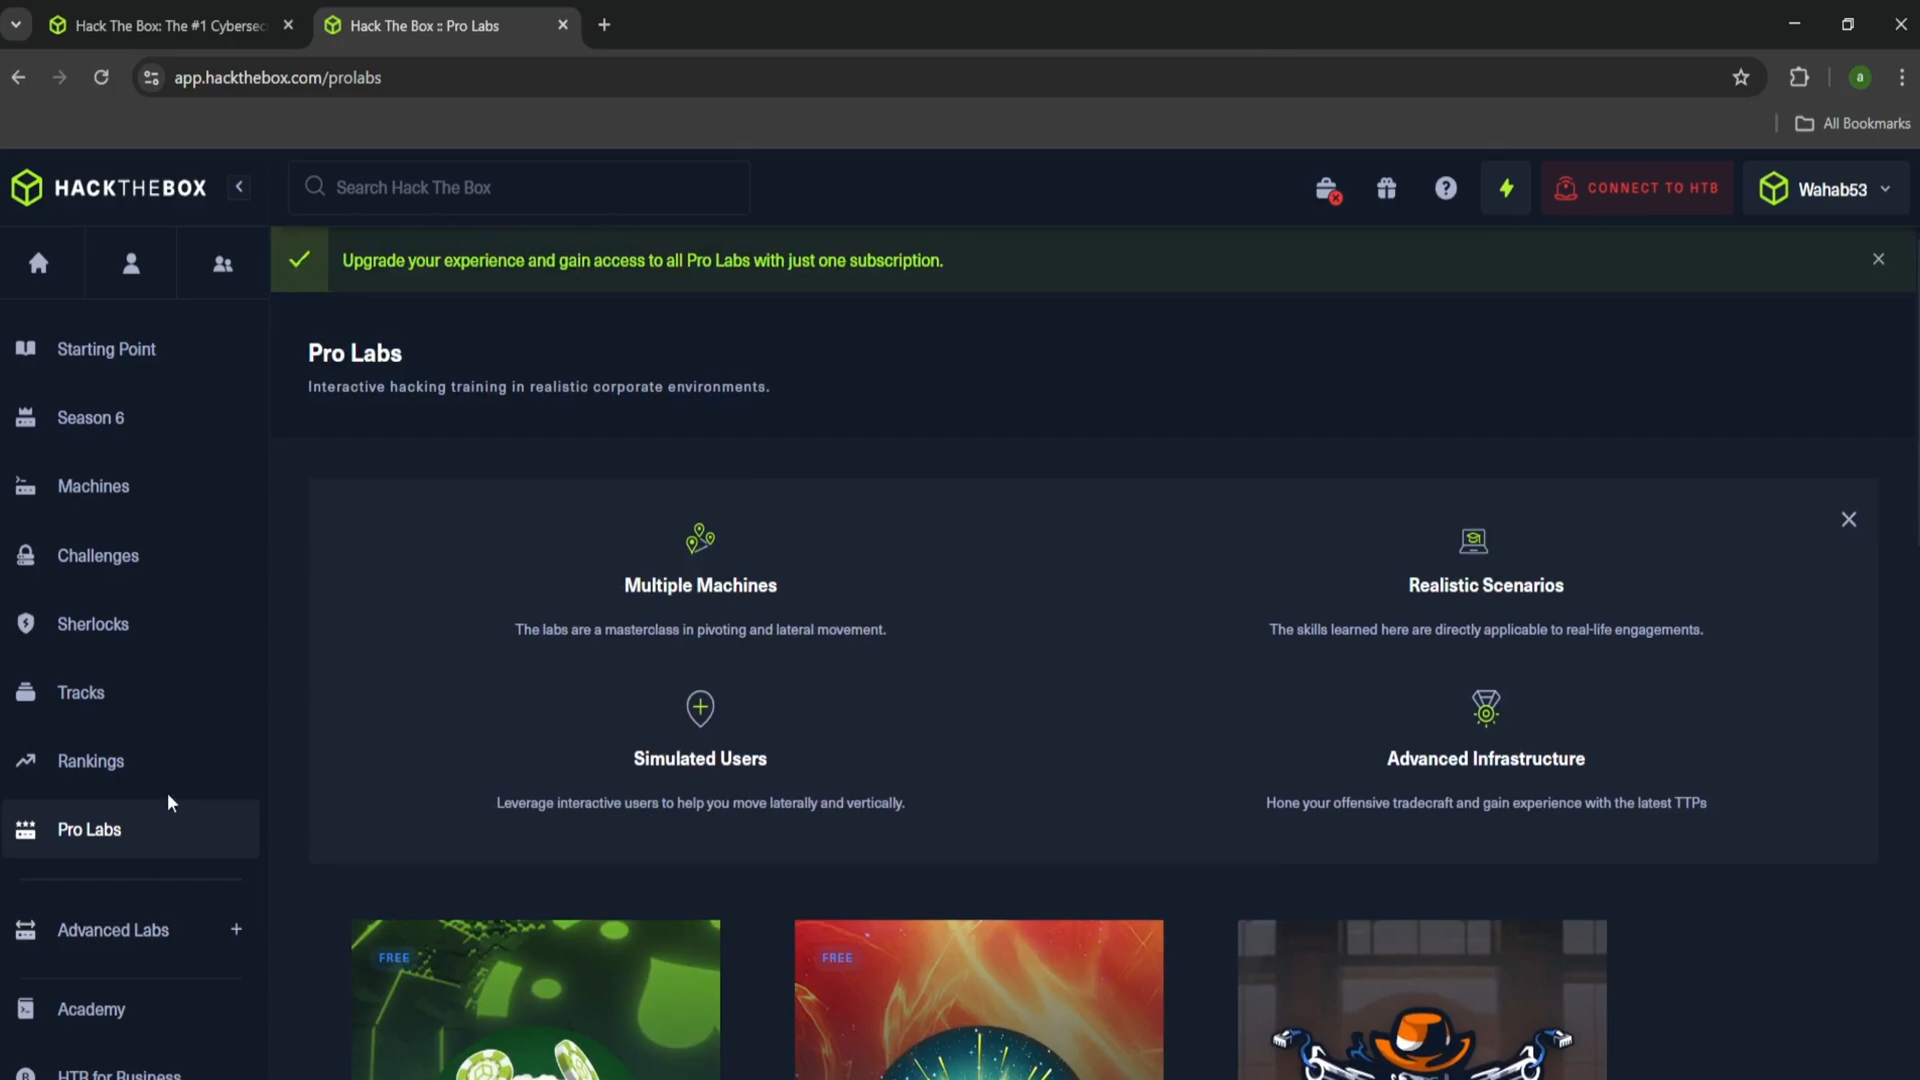 Hack The Box: The #1 Cybersec
Hack The Box :: Pro Labs
app.hackthebox.com/prolabs
a
All Bookmarks
HACKTHEBOX
Search Hack The Box
CONNECT TO HTB
Wahab53
Upgrade your experience and gain access to all Pro Labs with just one subscription.
Starting Point
Season 6
Machines
Challenges
Sherlocks
Tracks
Rankings
Pro Labs
Advanced Labs +
Academy
HTB for Business
Pro Labs
Interactive hacking training in realistic corporate environments.
Multiple Machines
The labs are a masterclass in pivoting and lateral movement.
Realistic Scenarios
The skills learned here are directly applicable to real-life engagements.
Simulated Users
Leverage interactive users to help you move laterally and vertically.
Advanced Infrastructure
Hone your offensive tradecraft and gain experience with the latest TTPs
FREE
FREE